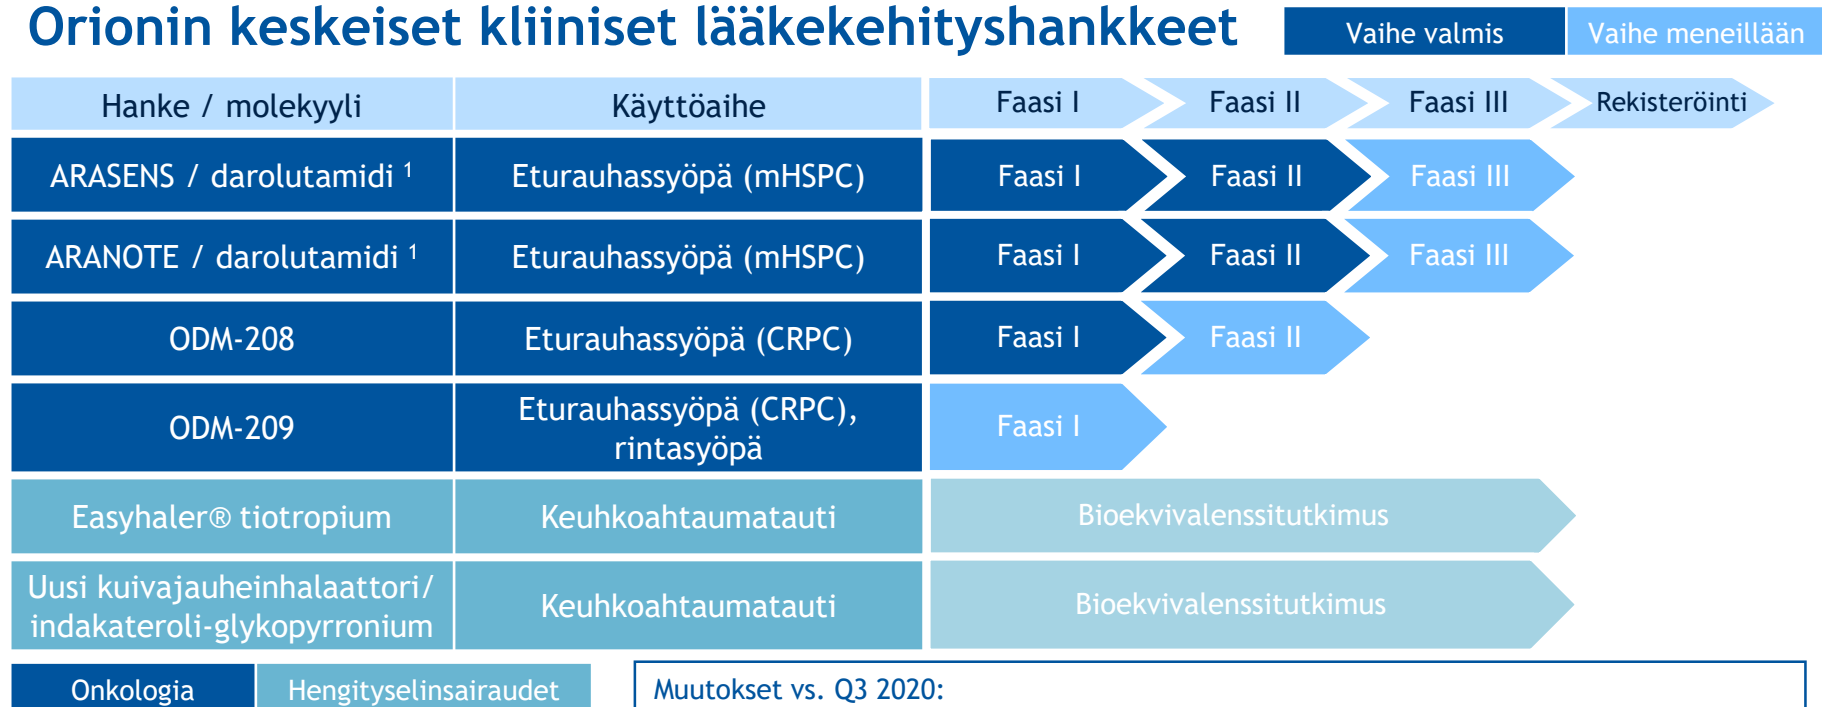 Orionin keskeiset kliiniset lääkekehityshankkeet
Vaihe valmis
Vaihe meneillään
Hanke / molekyyli
Käyttöaihe
Faasi I
Faasi II
Faasi III
Rekisteröinti
ARASENS / darolutamidi ¹
Eturauhassyöpä (mHSPC)
Faasi I
Faasi II
Faasi III
ARANOTE / darolutamidi ¹
Eturauhassyöpä (mHSPC)
Faasi I
Faasi II
Faasi III
ODM-208
Eturauhassyöpä (CRPC)
Faasi I
Faasi II
ODM-209
Eturauhassyöpä (CRPC),
rintasyöpä
Faasi I
Easyhaler® tiotropium
Keuhkoahtaumatauti
Bioekvivalenssitutkimus
Uusi kuivajauheinhalaattori/
indakateroli-glykopyrronium
Keuhkoahtaumatauti
Bioekvivalenssitutkimus
Onkologia
Hengityselinsairaudet
Muutokset vs. Q3 2020: